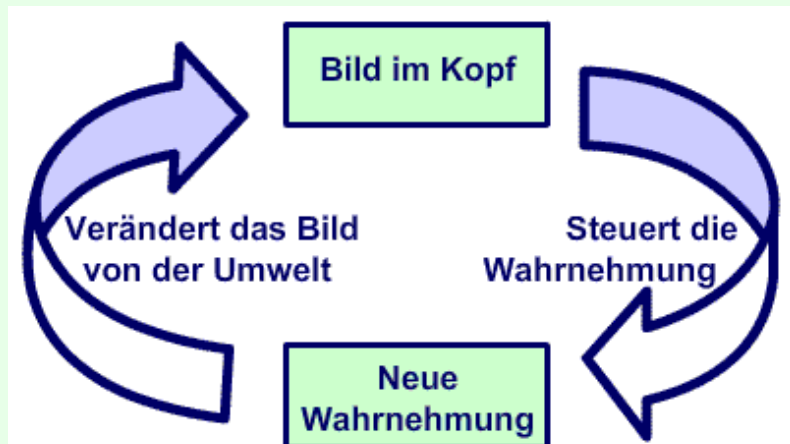 Bild im Kopf
Verändert das Bild
von der Umwelt
Steuert die
Wahrnehmung
Neue
Wahrnehmung